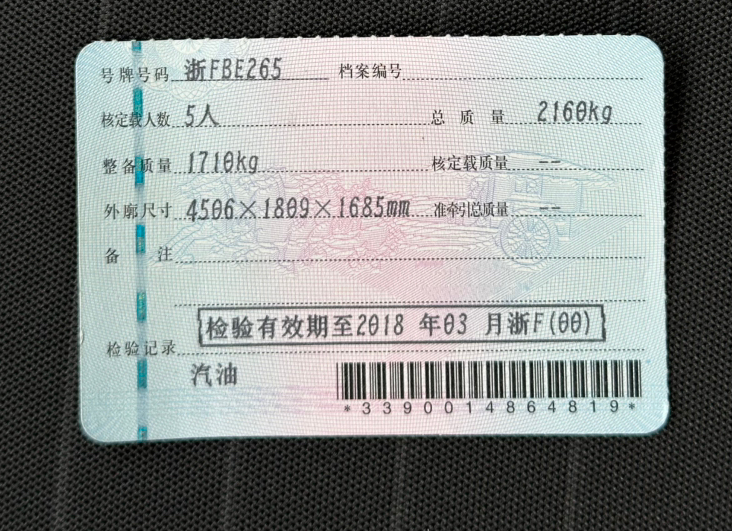 号牌号码 浙FBE265 档案编号
核定载人数 5人 总质量 2160kg
整备质量 1710kg 核定载质量 --
外廓尺寸 4506×1809×1685mm 准牵引总质量 --
备注
检验有效期至2018 年03 月浙F(00)
检验记录
汽油
*3390014864819*